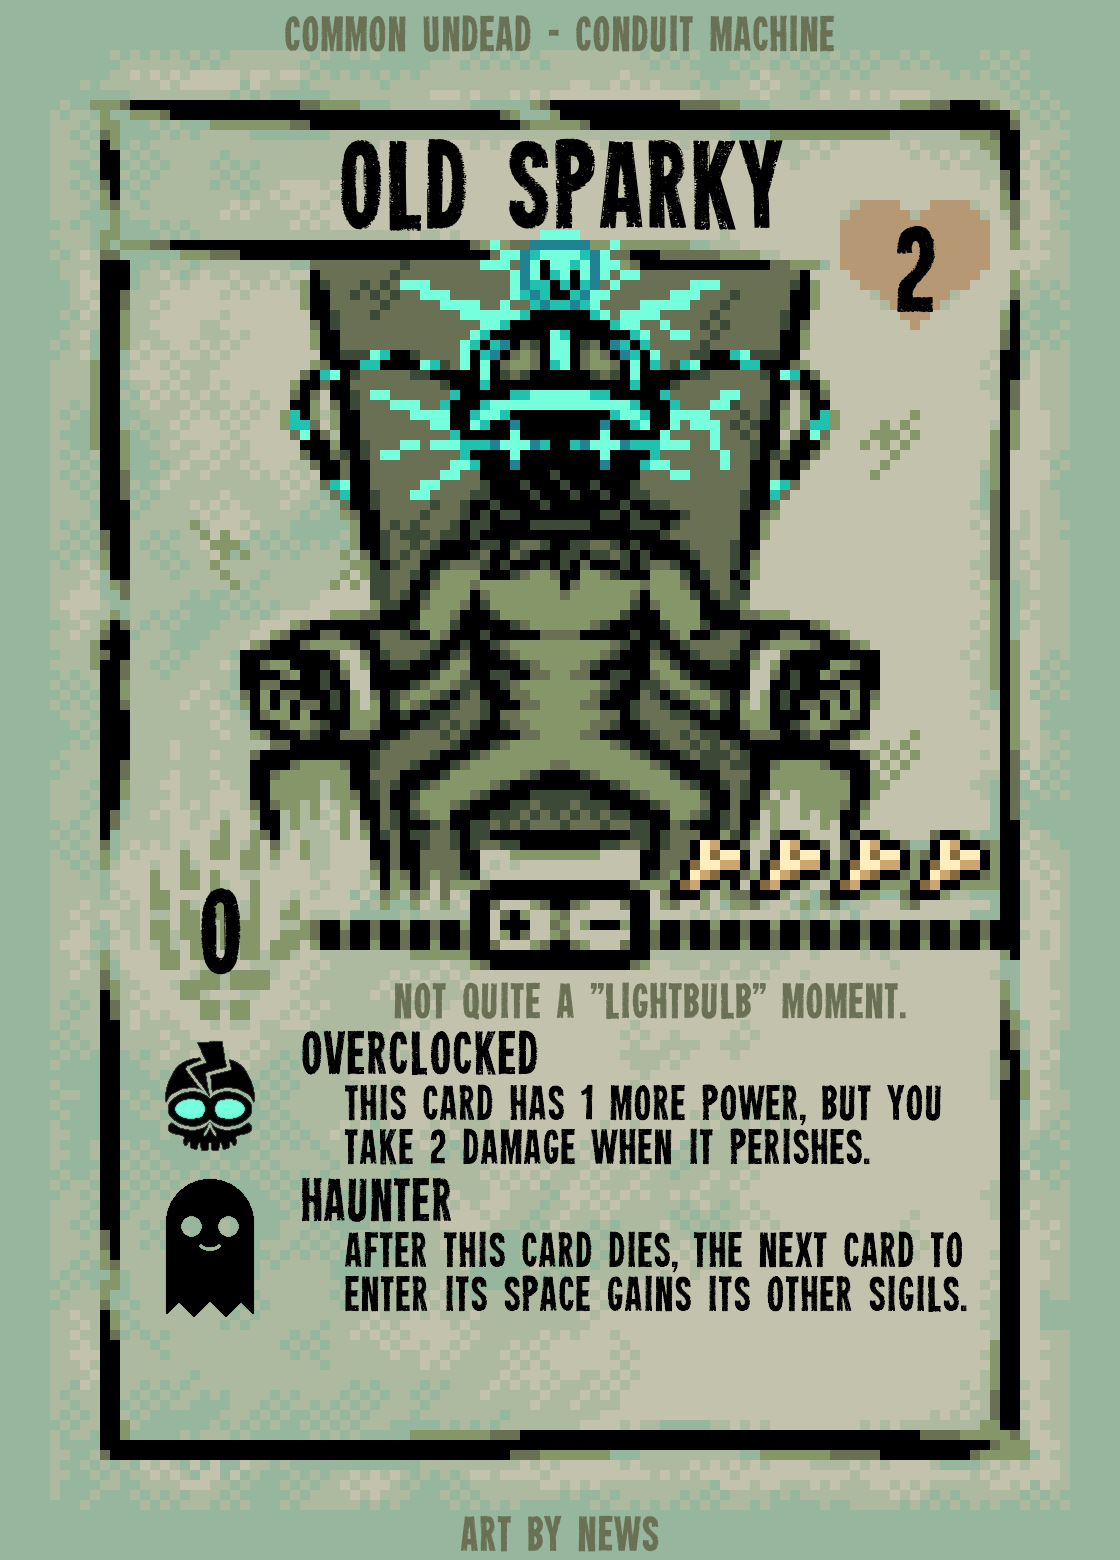 COMMON UNDEAD - CONDUIT MACHINE
OLD SPARKY
2
0
+ -
NOT QUITE A "LIGHTBULB" MOMENT.
OVERCLOCKED
THIS CARD HAS 1 MORE POWER, BUT YOU
TAKE 2 DAMAGE WHEN IT PERISHES.
HAUNTER
AFTER THIS CARD DIES, THE NEXT CARD TO
ENTER ITS SPACE GAINS ITS OTHER SIGILS.
ART BY NEWS